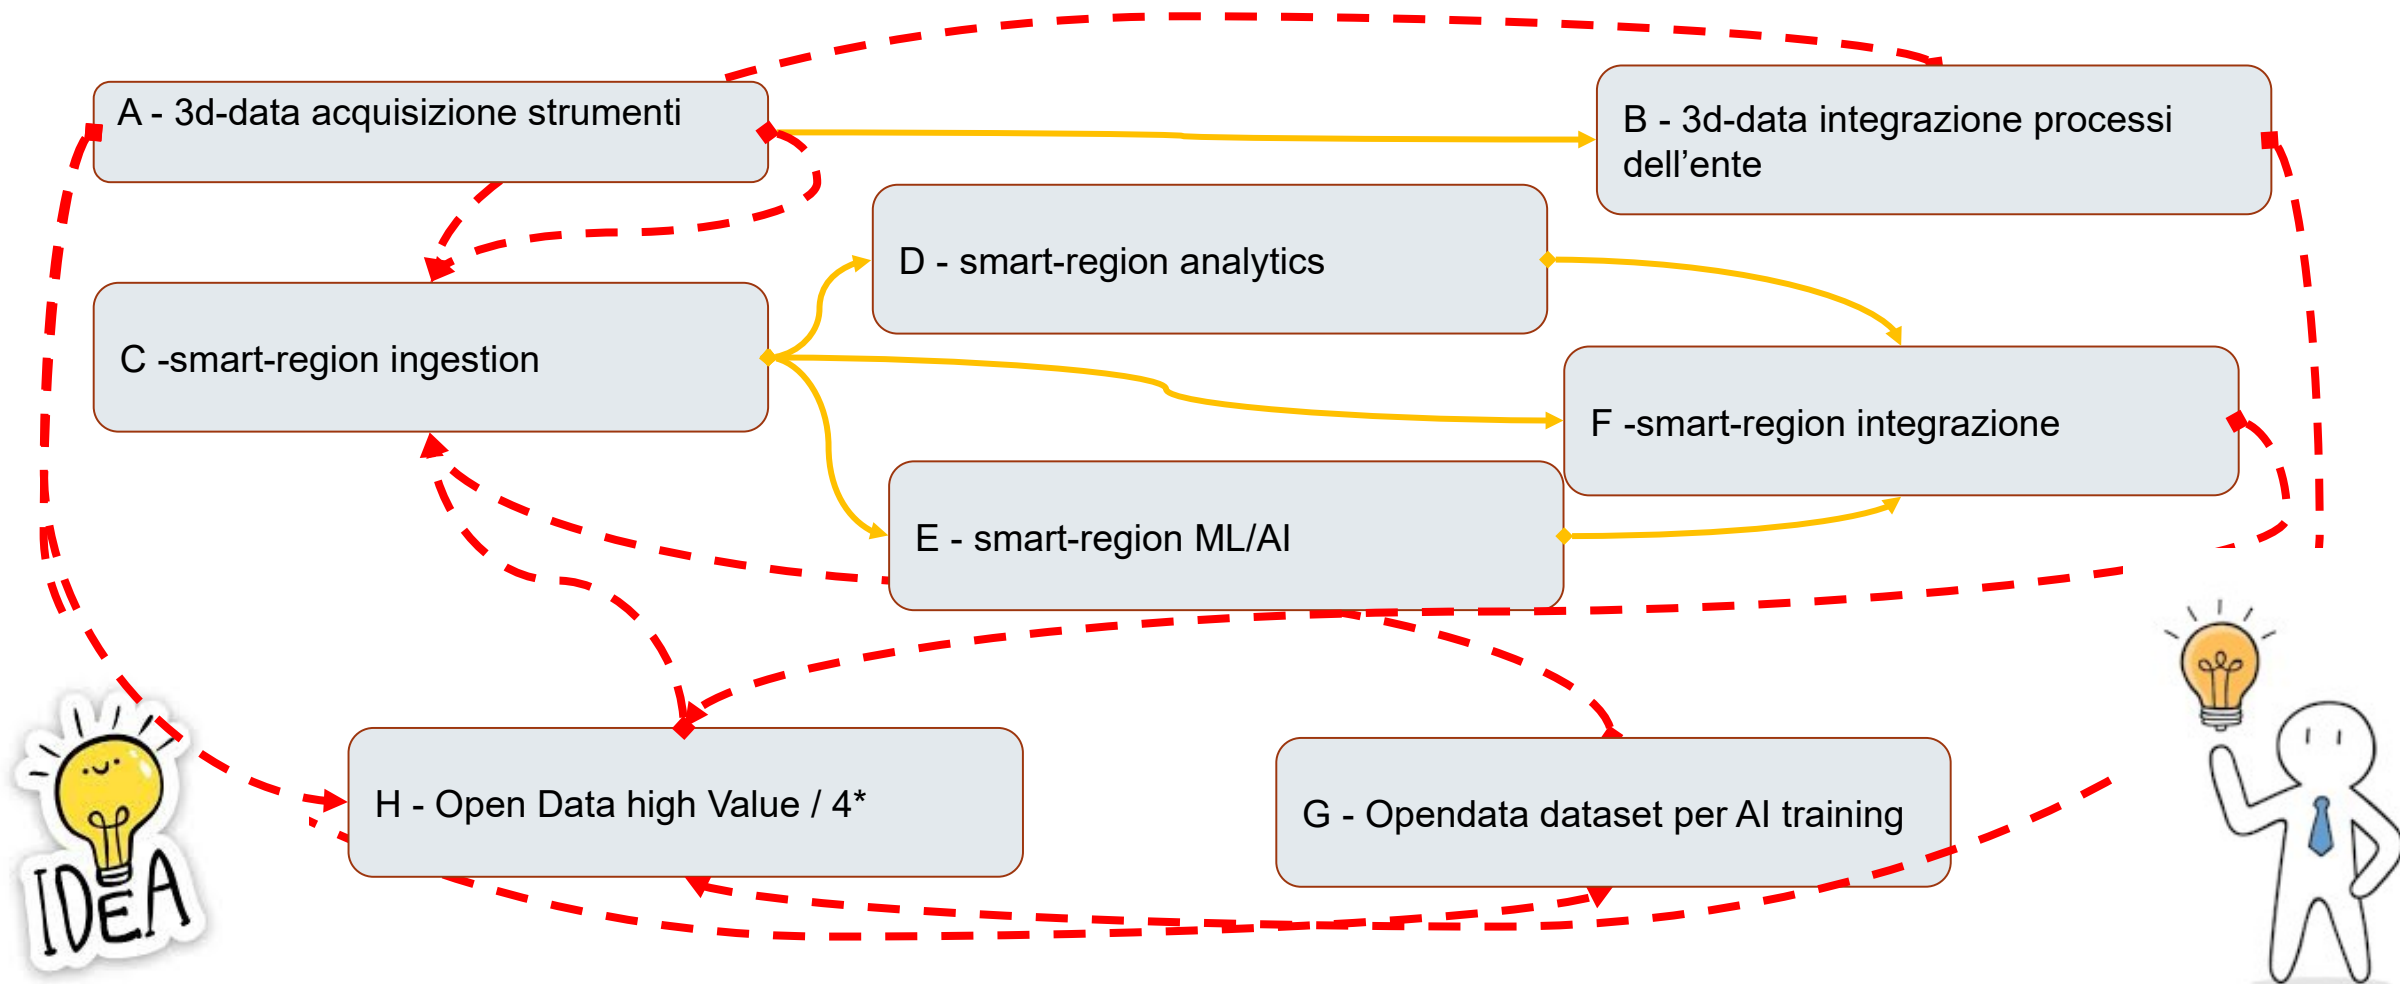 A - 3d-data acquisizione strumenti
B - 3d-data integrazione processi
dell’ente
D - smart-region analytics
C -smart-region ingestion
F -smart-region integrazione
E - smart-region ML/AI
H - Open Data high Value / 4*
G - Opendata dataset per AI training
IDEA